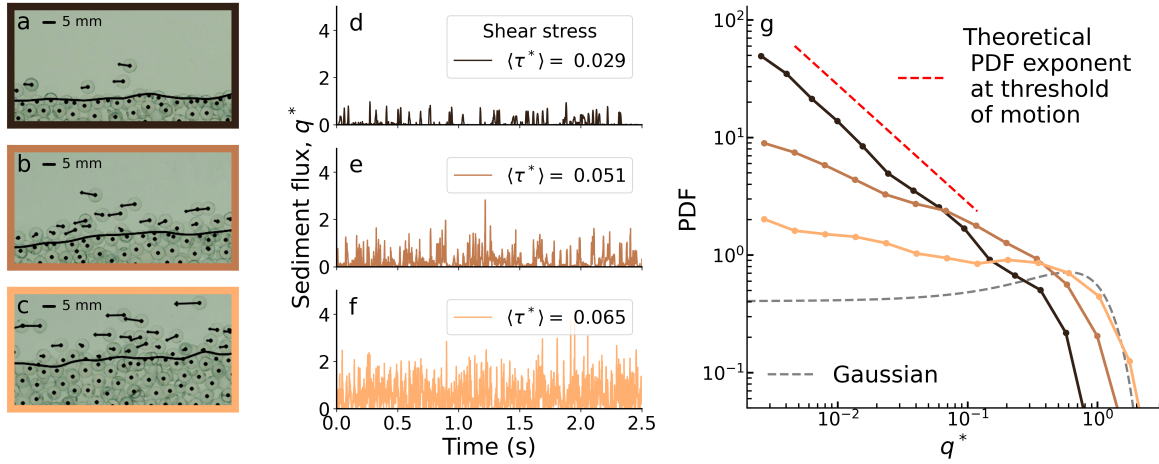 a 5 mm
b 5 mm
c 5 mm
Sediment flux, q*
d
Shear stress
⟨τ*⟩ = 0.029
4
2
0
e
⟨τ*⟩ = 0.051
4
2
0
f
⟨τ*⟩ = 0.065
4
2
0
0.0 0.5 1.0 1.5 2.0 2.5
Time (s)
g
Theoretical
PDF exponent
at threshold
of motion
Gaussian
PDF
10²
10¹
10⁰
10⁻¹
10⁻² 10⁻¹ 10⁰
q*